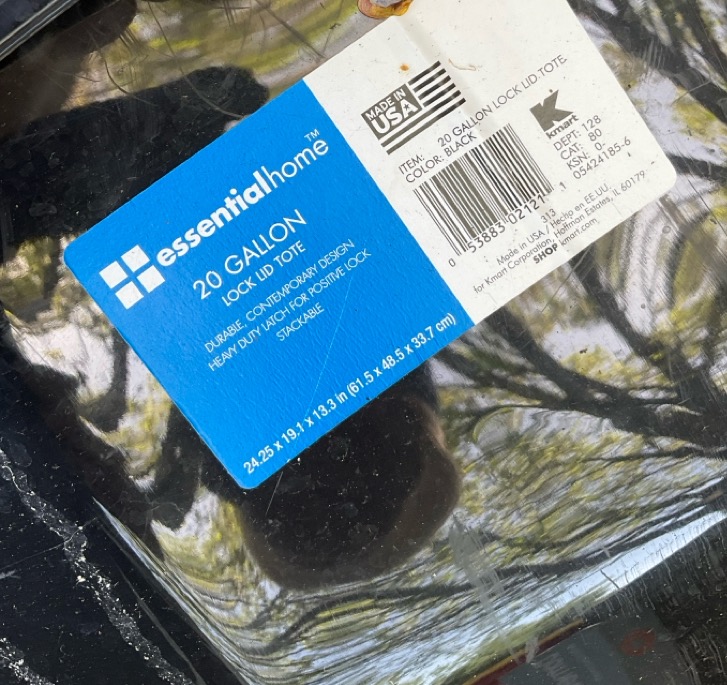 essentialhome™
20 GALLON
LOCK LID TOTE
DURABLE, CONTEMPORARY DESIGN
HEAVY DUTY LATCH FOR POSITIVE LOCK
STACKABLE
24.25 x 19.1 x 13.3 in (61.5 x 48.5 x 33.7 cm)
MADE IN
USA
ITEM: 20 GALLON LOCK LID TOTE
COLOR: BLACK
kmart
DEPT: 128
CAT: 80
KSN: 0-
05424185-6
0 53883 02121 1
313
Made in USA / Hecho en EE.UU.
for Kmart Corporation, Hoffman Estates, IL 60179
SHOP kmart.com